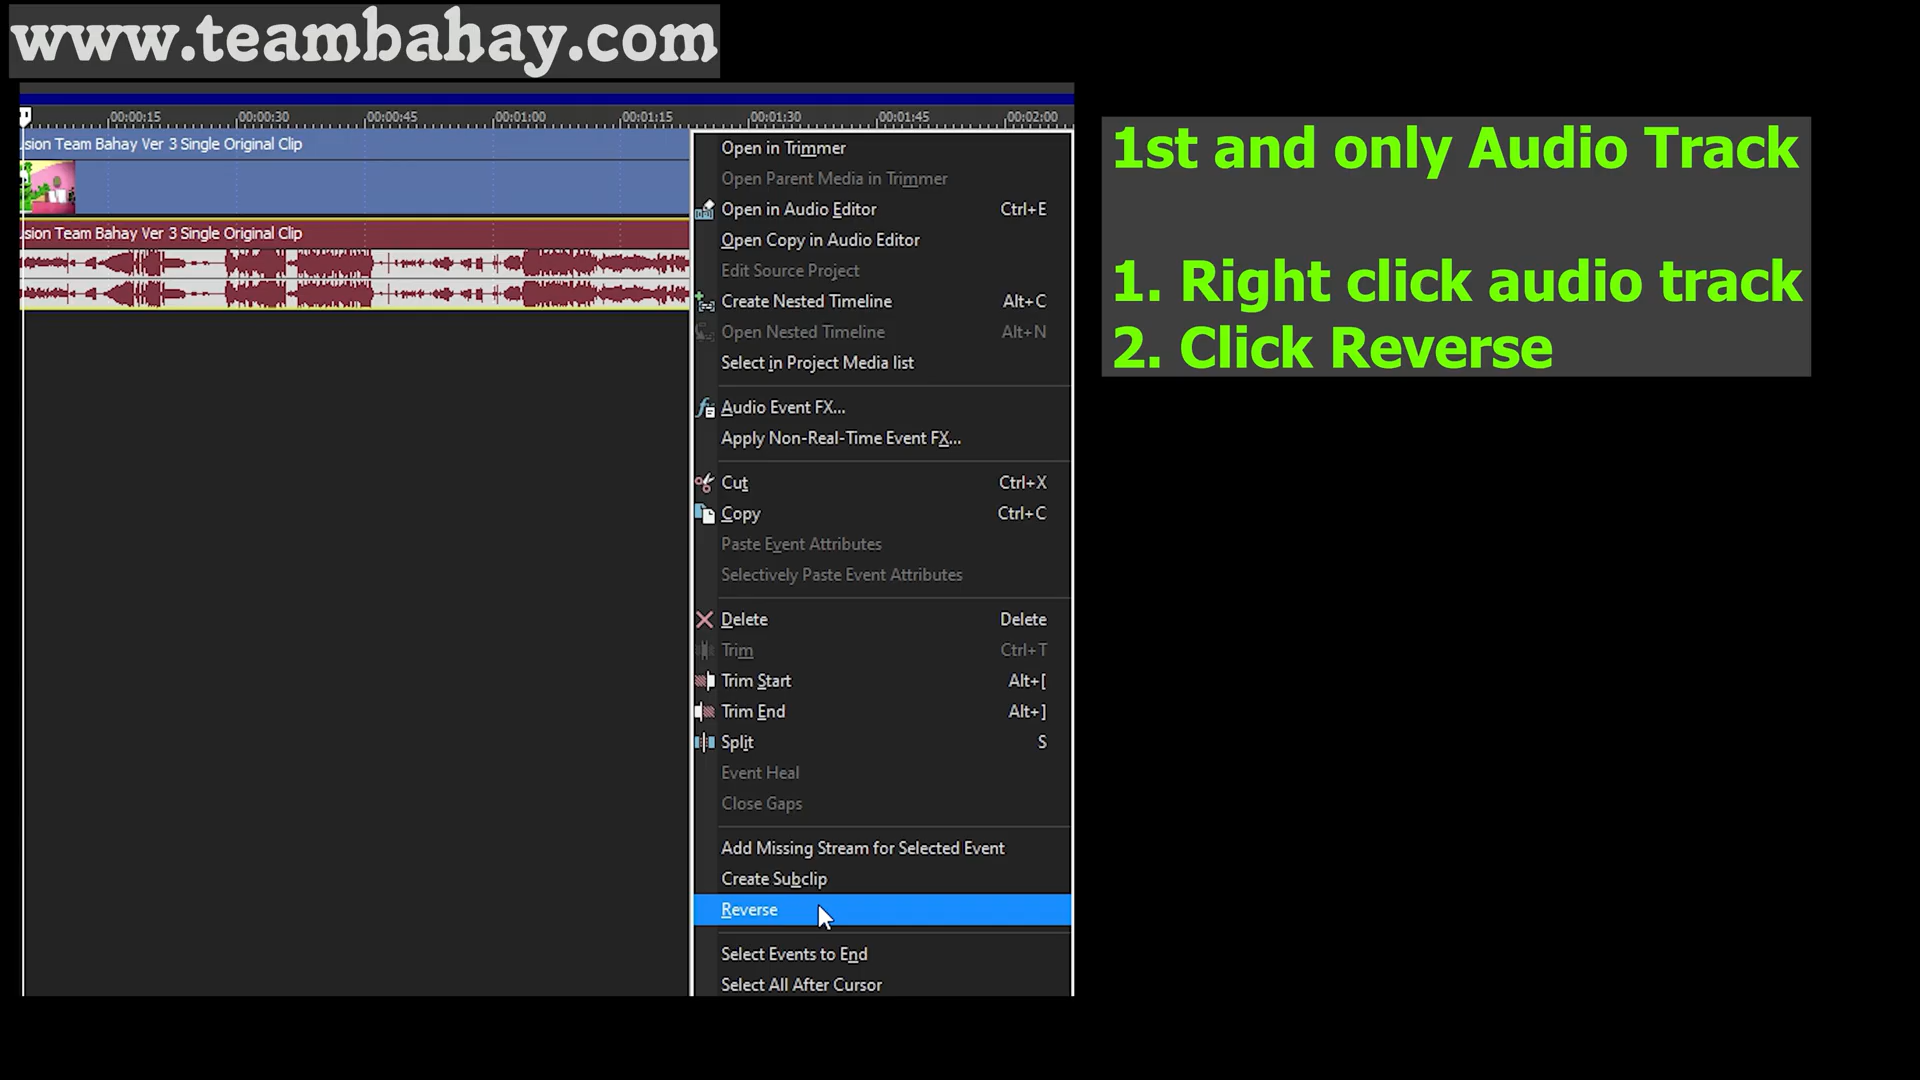 www.teambahay.com
00:00:15 00:00:30 00:00:45 00:01:00 00:01:15 00:01:30 00:01:45 00:02:00
sion Team Bahay Ver 3 Single Original Clip
sion Team Bahay Ver 3 Single Original Clip
Open in Trimmer
Open Parent Media in Trimmer
Open in Audio Editor Ctrl+E
Open Copy in Audio Editor
Edit Source Project
Create Nested Timeline Alt+C
Open Nested Timeline Alt+N
Select in Project Media list
Audio Event FX...
Apply Non-Real-Time Event FX...
Cut Ctrl+X
Copy Ctrl+C
Paste Event Attributes
Selectively Paste Event Attributes
Delete Delete
Trim Ctrl+T
Trim Start Alt+[
Trim End Alt+]
Split S
Event Heal
Close Gaps
Add Missing Stream for Selected Event
Create Subclip
Reverse
Select Events to End
Select All After Cursor
1st and only Audio Track
1. Right click audio track
2. Click Reverse